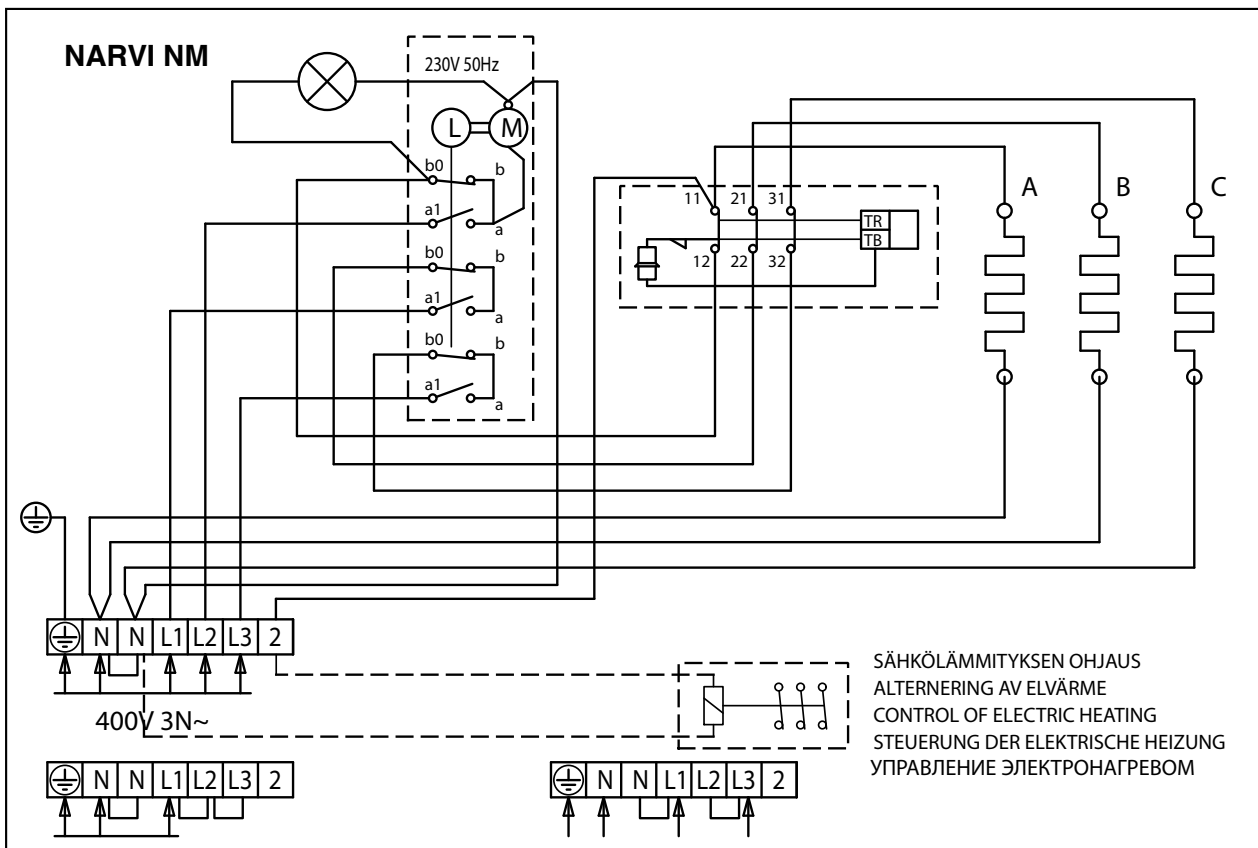 NARVI NM
230V 50Hz
L M
b0 b
a1 a
b0 b
a1 a
b0 b
a1 a
11 21 31
TR
TB
12 22 32
A B C
N N L1 L2 L3 2
400V 3N~
SÄHKÖLÄMMITYKSEN OHJAUS
ALTERNERING AV ELVÄRME
CONTROL OF ELECTRIC HEATING
STEUERUNG DER ELEKTRISCHE HEIZUNG
УПРАВЛЕНИЕ ЭЛЕКТРОНАГРЕВОМ
N N L1 L2 L3 2
N N L1 L2 L3 2